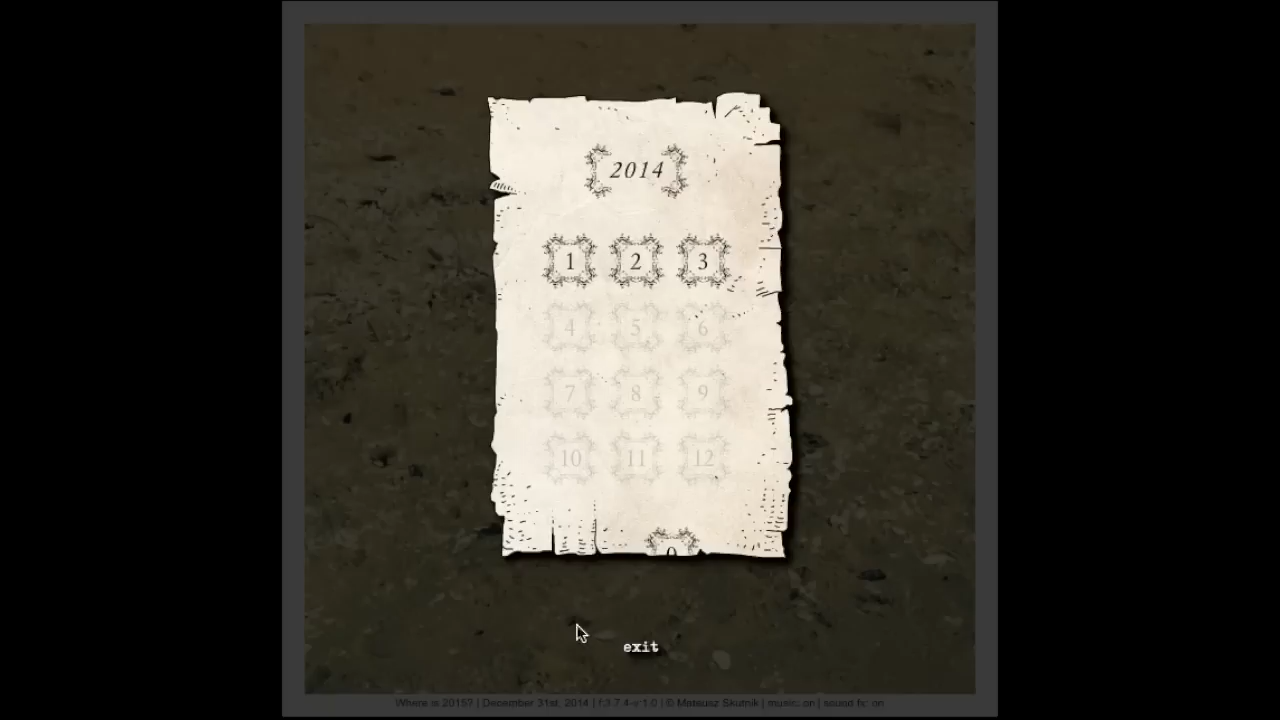 2014
1 2 3
4 5 6
7 8 9
10 11 12
exit
Where is 2015? | December 31st, 2014 | f:3.7.4-s:1.0 | © Mateusz Skutnik | music: on | sound fx: on